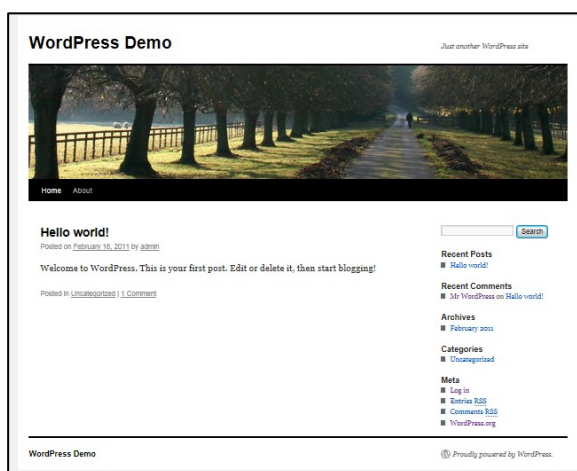 WordPress Demo
Just another WordPress site
Home About
Hello world!
Posted on February 16, 2011 by admin
Welcome to WordPress. This is your first post. Edit or delete it, then start blogging!
Posted in Uncategorized | 1 Comment
Search
Recent Posts
Hello world!
Recent Comments
Mr WordPress on Hello world!
Archives
February 2011
Categories
Uncategorized
Meta
Log in
Entries RSS
Comments RSS
WordPress.org
WordPress Demo
Proudly powered by WordPress.